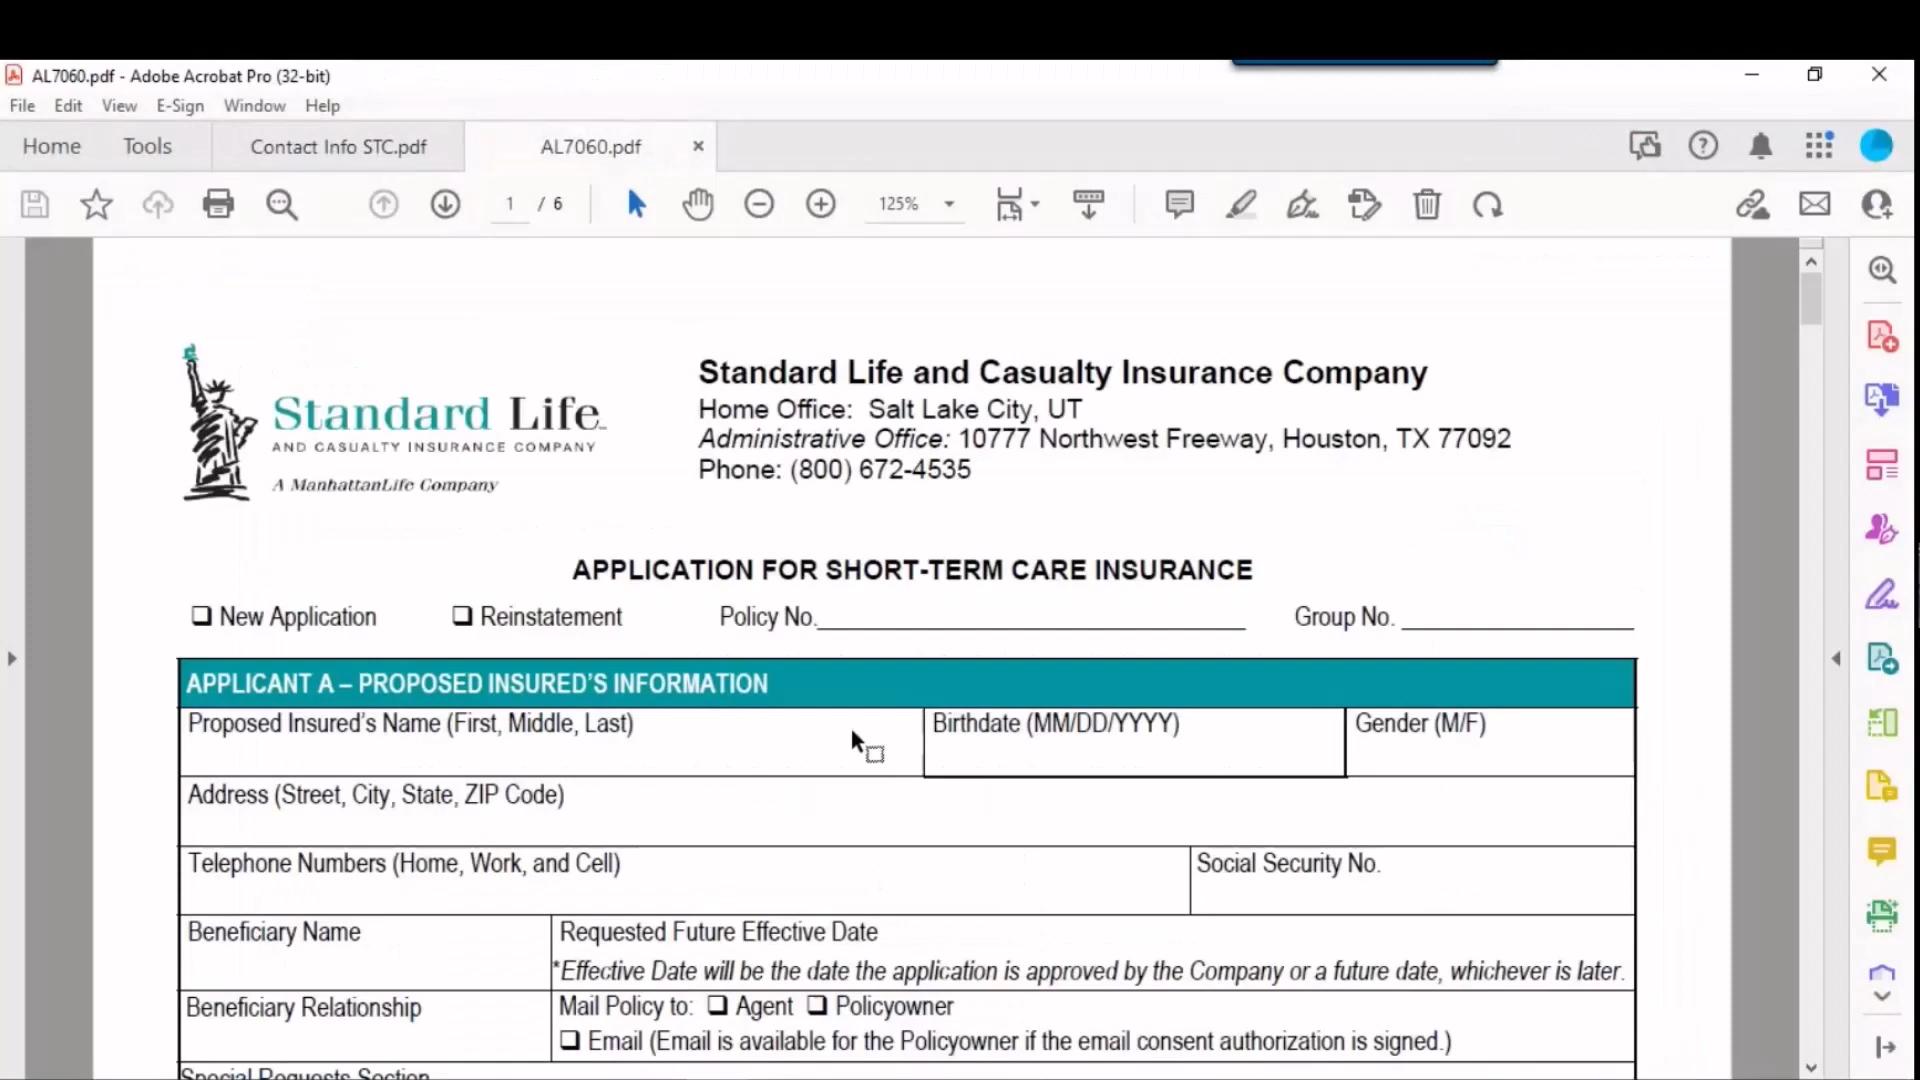 AL7060.pdf - Adobe Acrobat Pro (32-bit)
File Edit View E-Sign Window Help
Home Tools Contact Info STC.pdf AL7060.pdf ×
1 / 6 125%
Standard Life
AND CASUALTY INSURANCE COMPANY
A ManhattanLife Company
Standard Life and Casualty Insurance Company
Home Office: Salt Lake City, UT
Administrative Office: 10777 Northwest Freeway, Houston, TX 77092
Phone: (800) 672-4535
APPLICATION FOR SHORT-TERM CARE INSURANCE
❑ New Application ❑ Reinstatement Policy No.____ Group No. ____
APPLICANT A – PROPOSED INSURED'S INFORMATION
Proposed Insured's Name (First, Middle, Last) Birthdate (MM/DD/YYYY) Gender (M/F)
Address (Street, City, State, ZIP Code)
Telephone Numbers (Home, Work, and Cell) Social Security No.
Beneficiary Name Requested Future Effective Date
*Effective Date will be the date the application is approved by the Company or a future date, whichever is later.
Beneficiary Relationship Mail Policy to: ❑ Agent ❑ Policyowner
❑ Email (Email is available for the Policyowner if the email consent authorization is signed.)
Special Requests Section